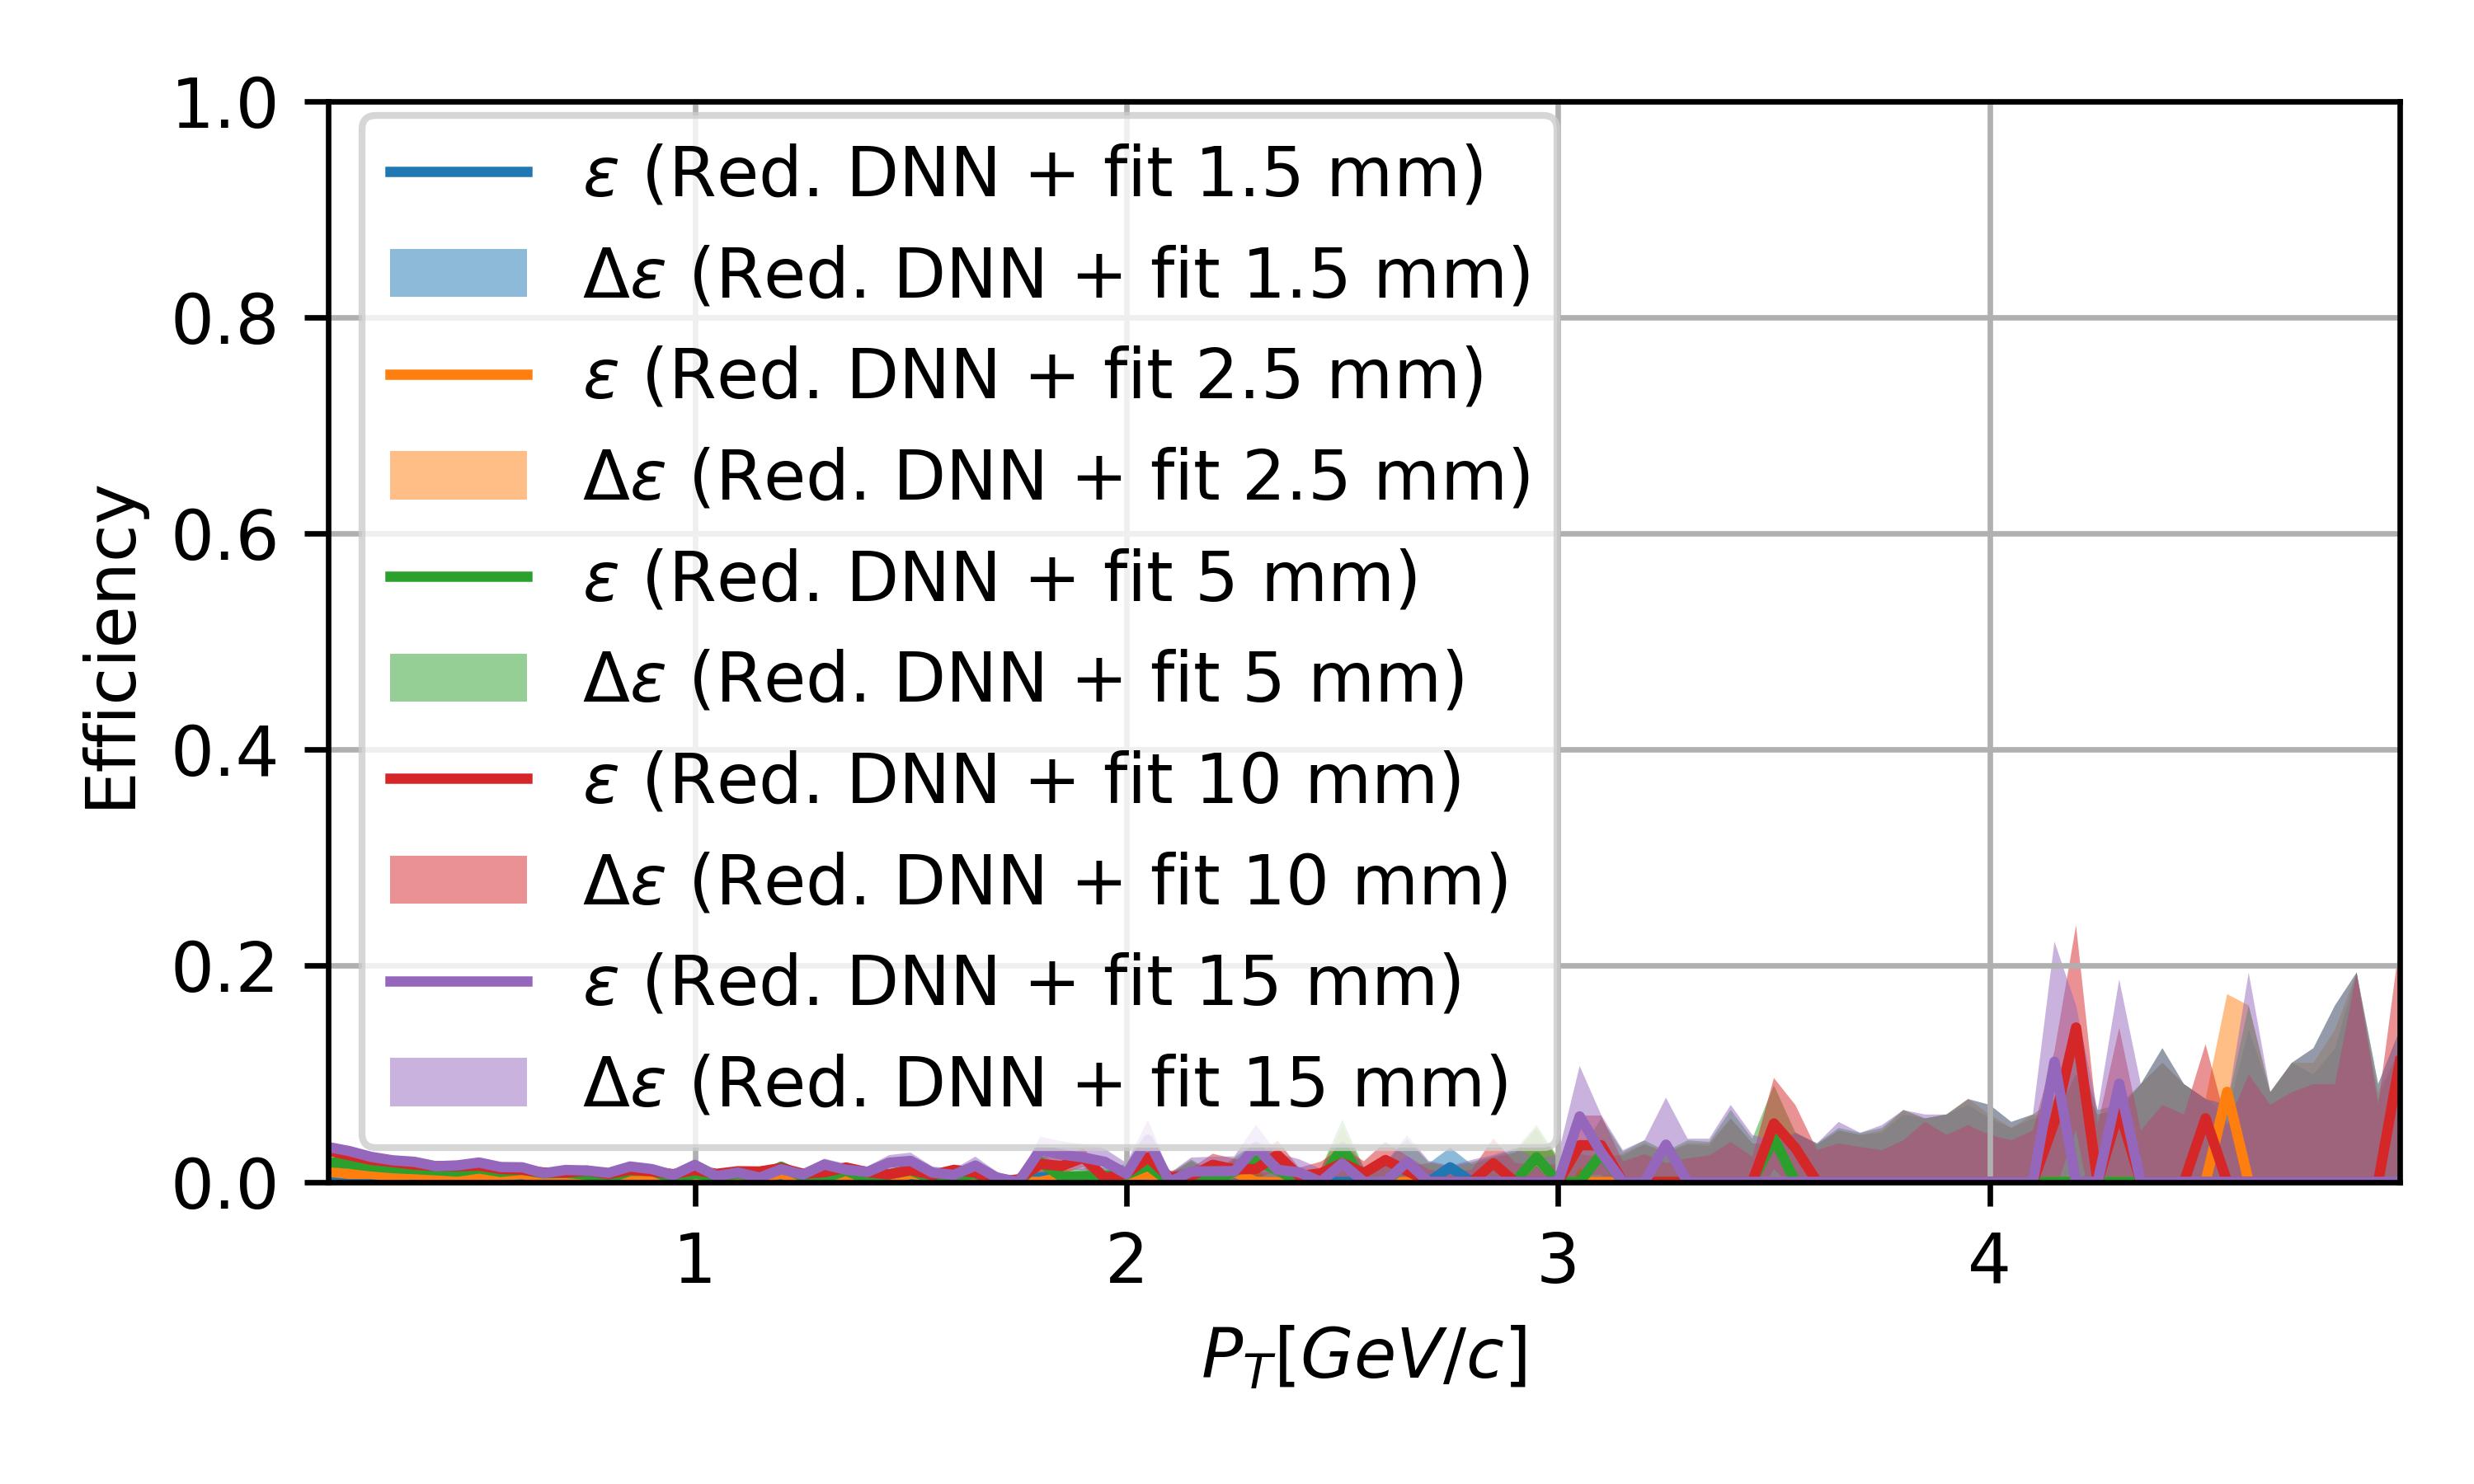 1.0
0.8
0.6
0.4
0.2
0.0
Efficiency
ε (Red. DNN + fit 1.5 mm)
Δε (Red. DNN + fit 1.5 mm)
ε (Red. DNN + fit 2.5 mm)
Δε (Red. DNN + fit 2.5 mm)
ε (Red. DNN + fit 5 mm)
Δε (Red. DNN + fit 5 mm)
ε (Red. DNN + fit 10 mm)
Δε (Red. DNN + fit 10 mm)
ε (Red. DNN + fit 15 mm)
Δε (Red. DNN + fit 15 mm)
1 2 3 4
P_T[GeV/c]